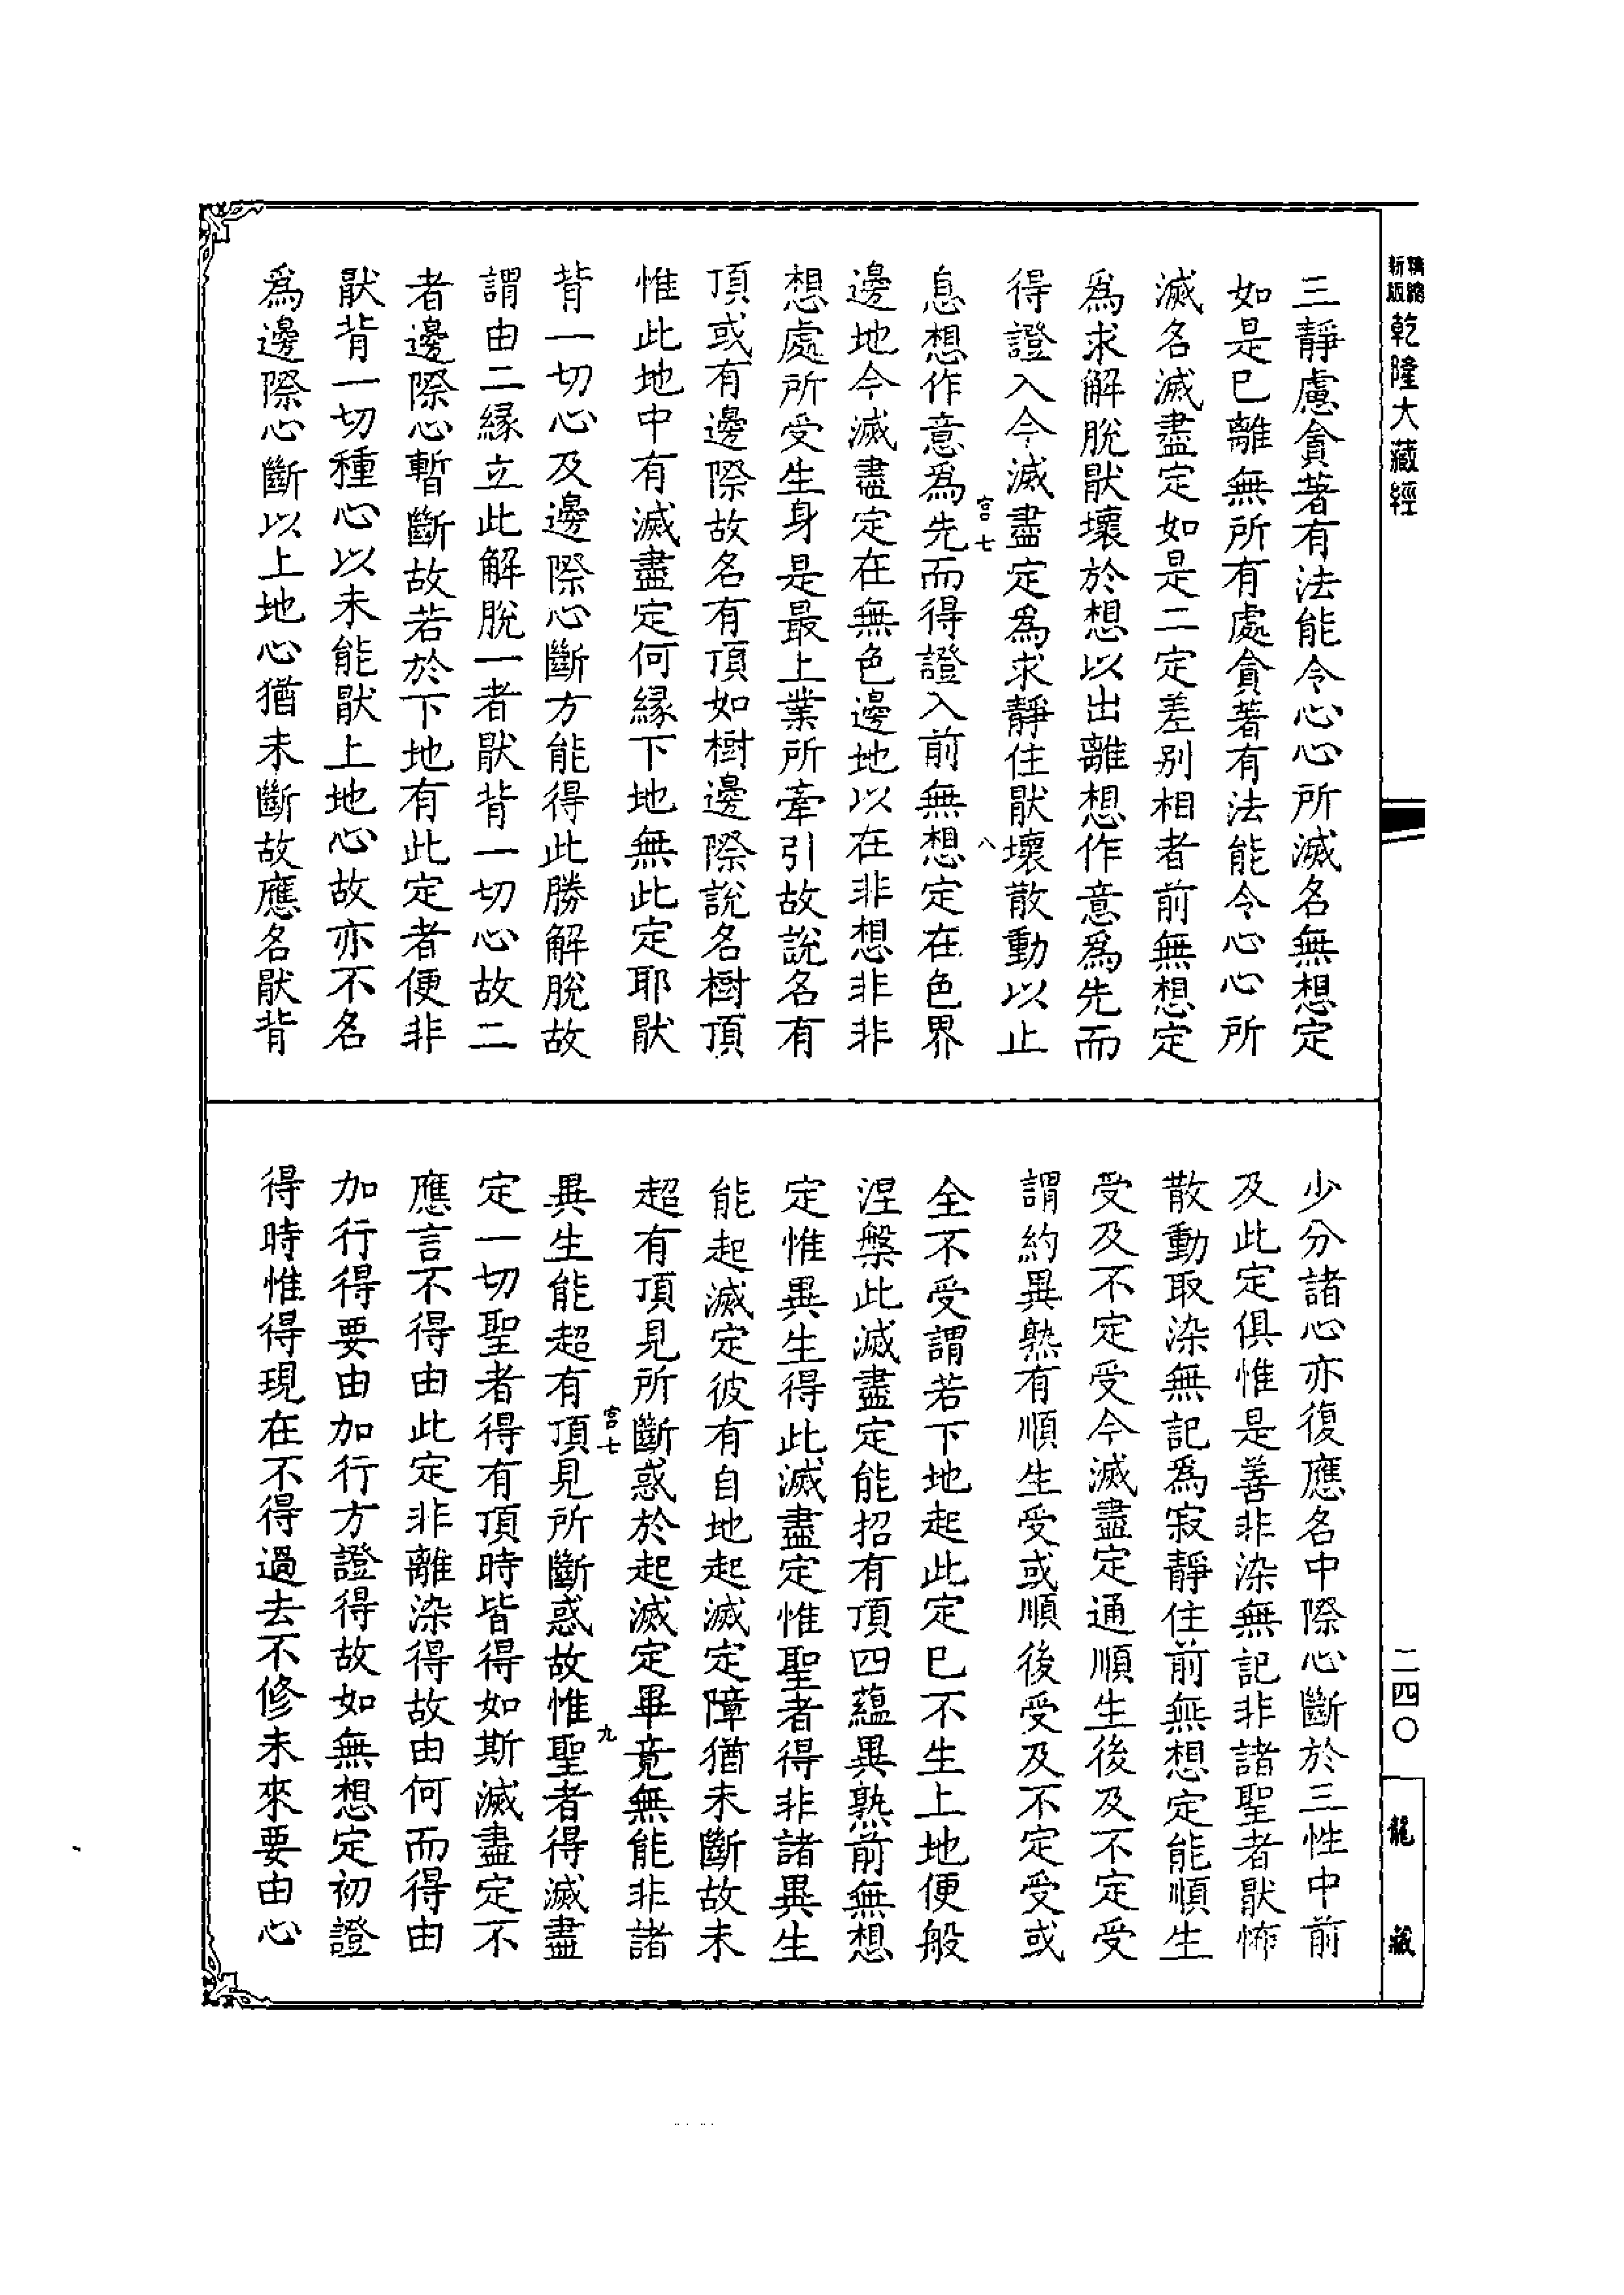 精縮
新版
乾隆大藏經
三靜慮貪著有法能令心心所滅名無想定
如是巳離無所有處貪著有法能令心心所
滅名滅盡定如是二定差别相者前無想定
為求解脫猒壞於想以出離想作意爲先而
得證入今滅盡定爲求靜住猒壞散動以止
息想作意爲先而得證入前無想定在色界
宫七
八
邊地今滅盡定在無色邊地以在非想非非
想處所受生身是最上業所牽引故說名有
頂或有邊際故名有頂如樹邊際說名樹頂
惟此地中有滅盡定何縁下地無此定耶猒
背一切心及邊際心斷方能得此勝解脫故
謂由二縁立此解脫一者猒背一切心故二
者邊際心暫斷故若於下地有此定者便非
猒背一切種心以未能猒上地心故亦不名
爲邊際心斷以上地心猶未斷故應名猒背
少分諸心亦復應名中際心斷於三性中前
及此定俱惟是善非染無記非諸聖者猒怖
散動取染無記爲寂靜住前無想定能順生
受及不定受今滅盡定通順生後及不定受
謂約異熟有順生受或順後受及不定受或
全不受謂若下地起此定巳不生上地便般
涅槃此滅盡定能招有頂四蘊異熟前無想
定惟異生得此滅盡定惟聖者得非諸異生
能起滅定彼有自地起滅定障猶未斷故未
超有頂見所斷惑於起滅定畢竟無能非諸
宫七
九
異生能超有頂見所斷惑故惟聖者得滅盡
定一切聖者得有頂時皆得如斯滅盡定不
應言不得由此定非離染得故由何而得由
加行得要由加行方證得故如無想定初證
得時惟得現在不得過去不修未來要由心
二四〇
龍藏